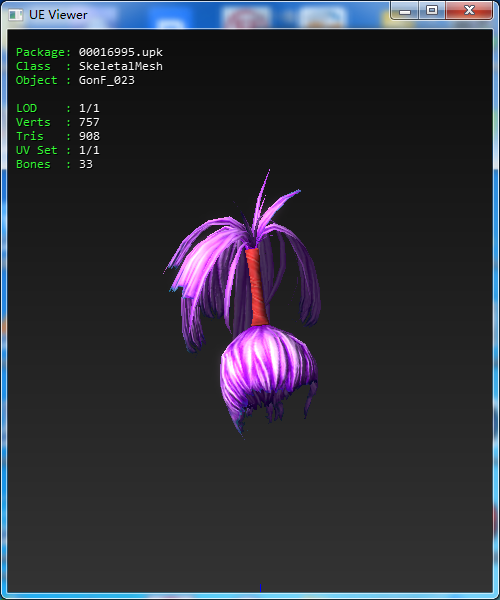 UE Viewer
Package: 00016995.upk
Class : SkeletalMesh
Object : GonF_023
LOD : 1/1
Verts : 757
Tris : 908
UV Set : 1/1
Bones : 33